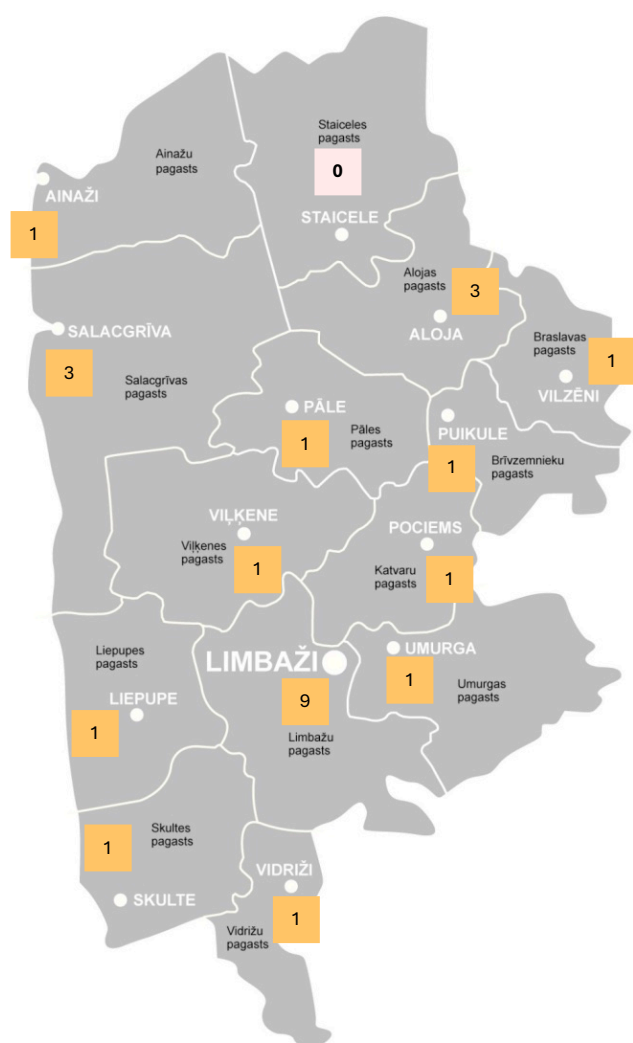 Staiceles
pagasts
0
STAICELE
Ainažu
pagasts
AINAŽI
1
Alojas
pagasts
3
ALOJA
Braslavas
pagasts
1
VILZĒNI
SALACGRĪVA
3
Salacgrīvas
pagasts
PĀLE
1
Pāles
pagasts
PUIKULE
1
Brīvzemnieku
pagasts
VIĻĶENE
Viļķenes
pagasts
1
POCIEMS
Katvaru
pagasts
1
Liepupes
pagasts
LIEPUPE
1
LIMBAŽI
9
Limbažu
pagasts
UMURGA
1
Umurgas
pagasts
1
Skultes
pagasts
SKULTE
VIDRIŽI
1
Vidrižu
pagasts